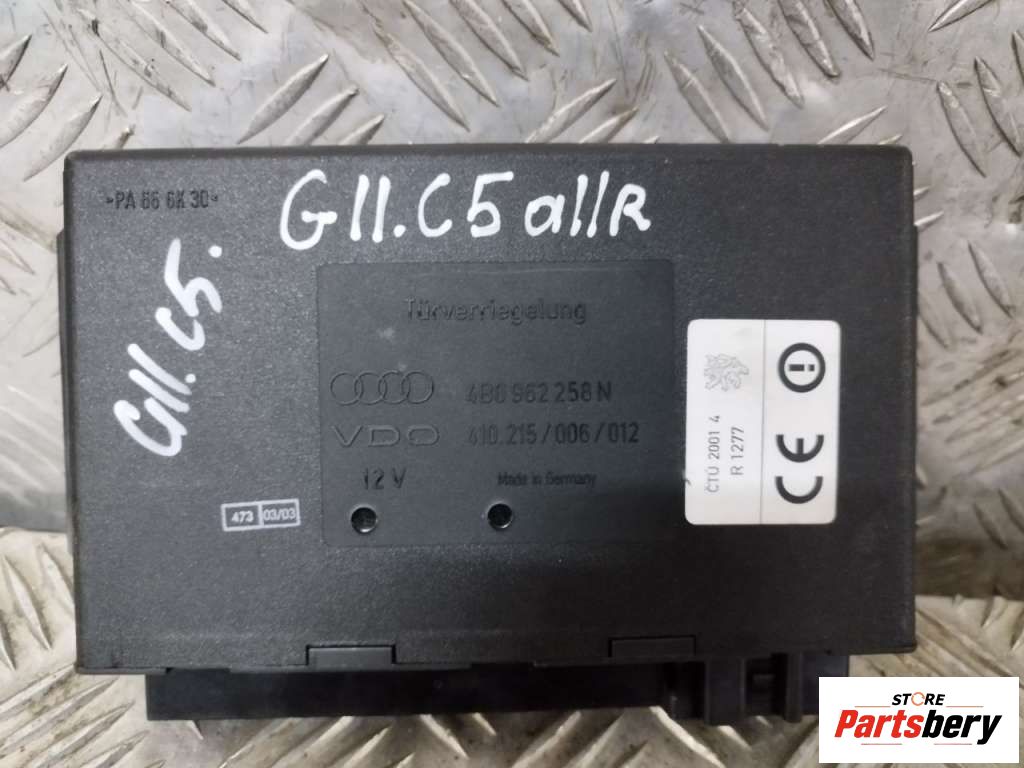 >PA 66 GK 30<
G11.C5 allR
G11.C5.
Türverriegelung
4B0 962 258 N
VDO 410.215/006/012
12 V Made in Germany
473 03/03
ČTÚ 2001 4
R 1277
CE
STORE
Partsbery